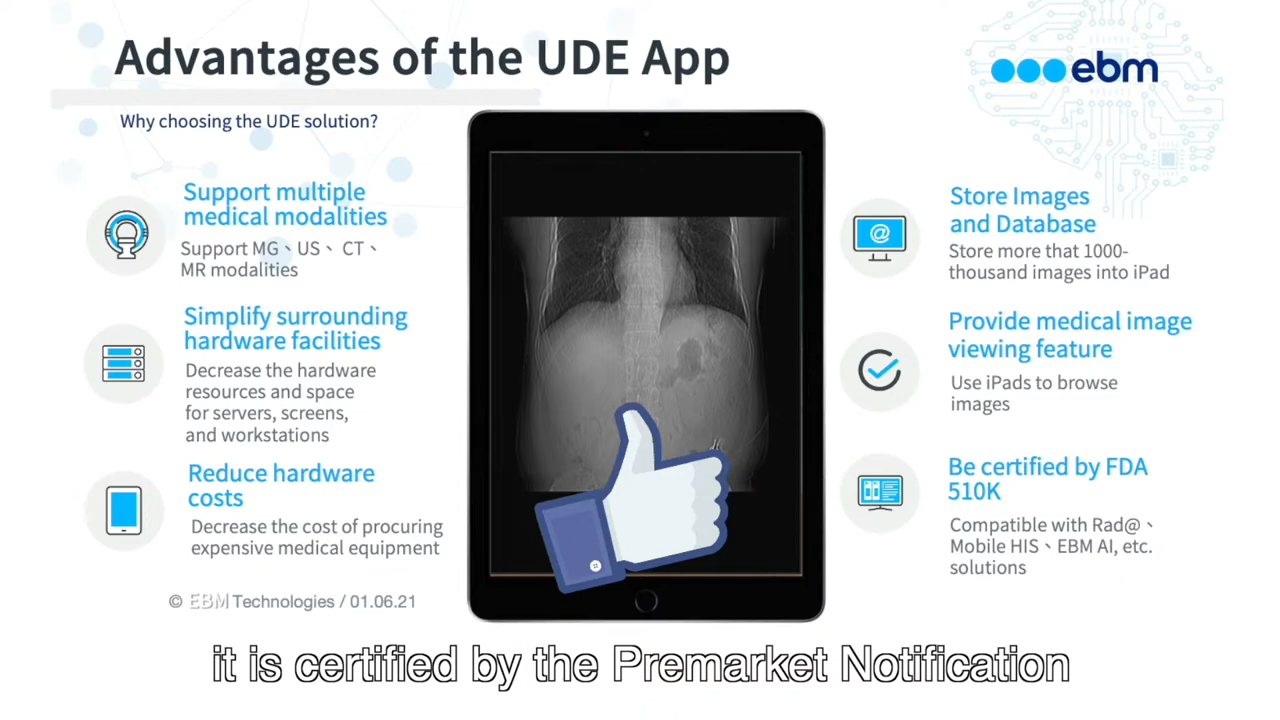 Advantages of the UDE App
ebm
Why choosing the UDE solution?
Support multiple
medical modalities
Support MG、US、 CT、
MR modalities
Simplify surrounding
hardware facilities
Decrease the hardware
resources and space
for servers, screens,
and workstations
Reduce hardware
costs
Decrease the cost of procuring
expensive medical equipment
Store Images
and Database
Store more that 1000-
thousand images into iPad
Provide medical image
viewing feature
Use iPads to browse
images
Be certified by FDA
510K
Compatible with Rad@、
Mobile HIS、EBM AI, etc.
solutions
© EBM Technologies / 01.06.21
it is certified by the Premarket Notification